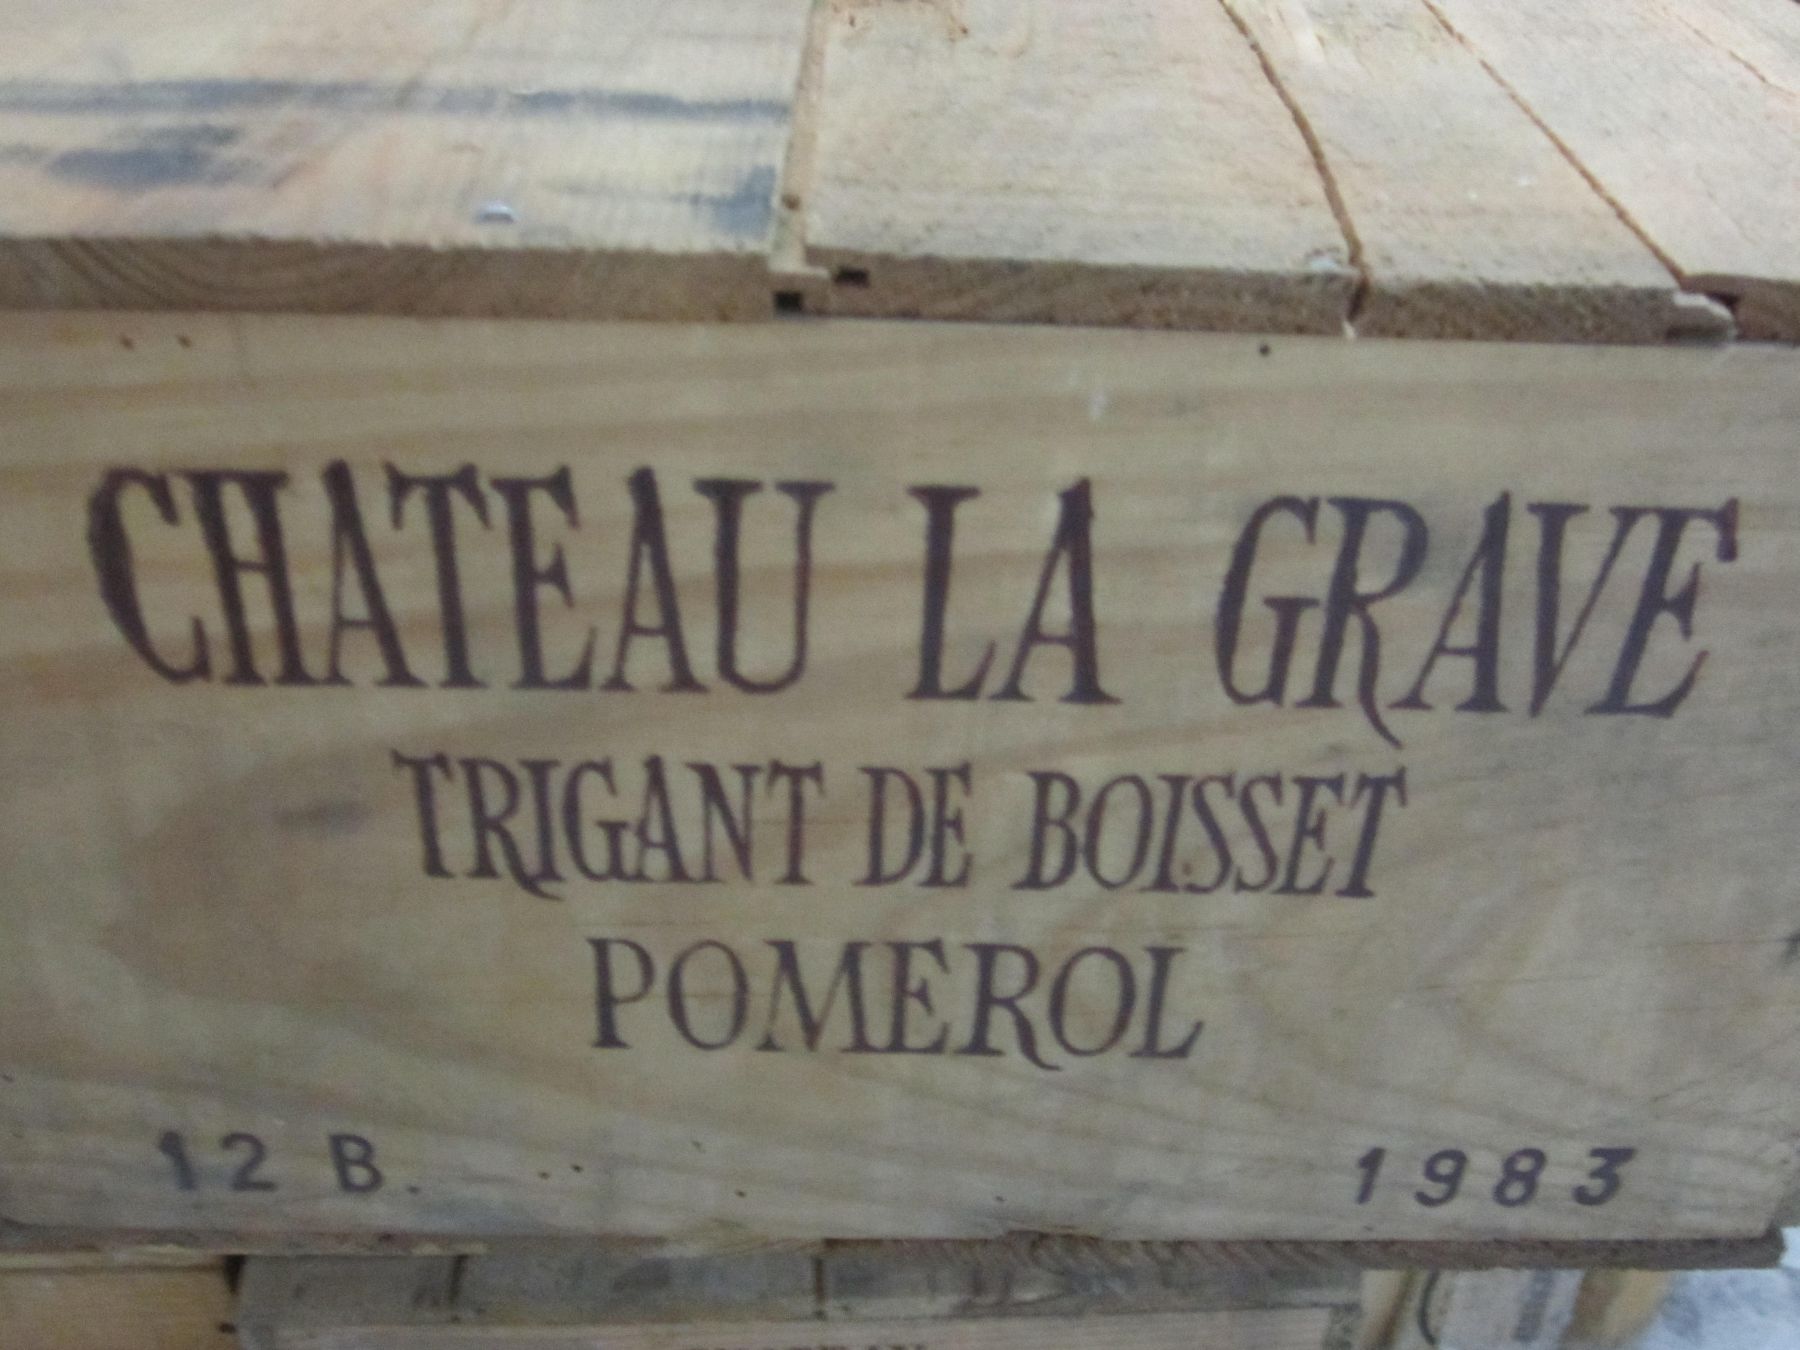 CHATEAU LA GRAVE
TRIGANT DE BOISSET
POMEROL
12 B. 1983